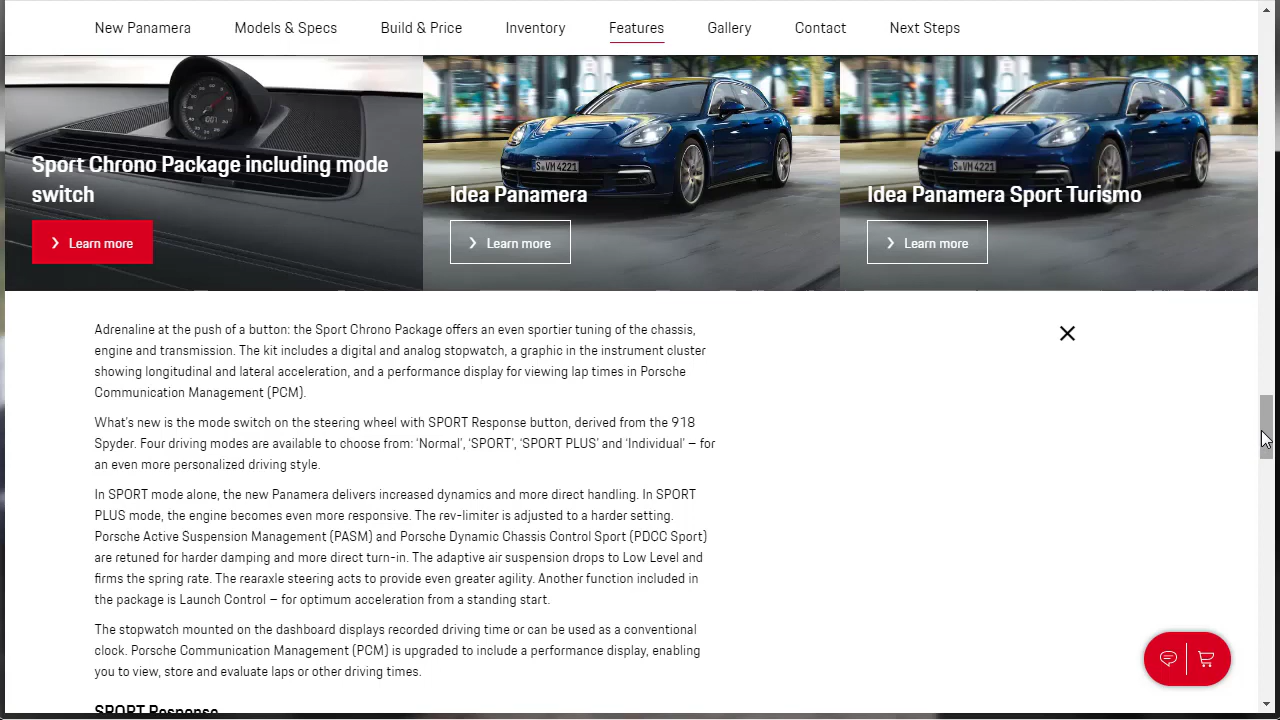 New Panamera
Models & Specs
Build & Price
Inventory
Features
Gallery
Contact
Next Steps
Sport Chrono Package including mode
switch
Learn more
S VM 4221
Idea Panamera
Learn more
S VM 4221
Idea Panamera Sport Turismo
Learn more
Adrenaline at the push of a button: the Sport Chrono Package offers an even sportier tuning of the chassis,
engine and transmission. The kit includes a digital and analog stopwatch, a graphic in the instrument cluster
showing longitudinal and lateral acceleration, and a performance display for viewing lap times in Porsche
Communication Management (PCM).
What's new is the mode switch on the steering wheel with SPORT Response button, derived from the 918
Spyder. Four driving modes are available to choose from: ‘Normal’, ‘SPORT’, ‘SPORT PLUS’ and ‘Individual’ – for
an even more personalized driving style.
In SPORT mode alone, the new Panamera delivers increased dynamics and more direct handling. In SPORT
PLUS mode, the engine becomes even more responsive. The rev-limiter is adjusted to a harder setting.
Porsche Active Suspension Management (PASM) and Porsche Dynamic Chassis Control Sport (PDCC Sport)
are retuned for harder damping and more direct turn-in. The adaptive air suspension drops to Low Level and
firms the spring rate. The rearaxle steering acts to provide even greater agility. Another function included in
the package is Launch Control – for optimum acceleration from a standing start.
The stopwatch mounted on the dashboard displays recorded driving time or can be used as a conventional
clock. Porsche Communication Management (PCM) is upgraded to include a performance display, enabling
you to view, store and evaluate laps or other driving times.
SPORT Response